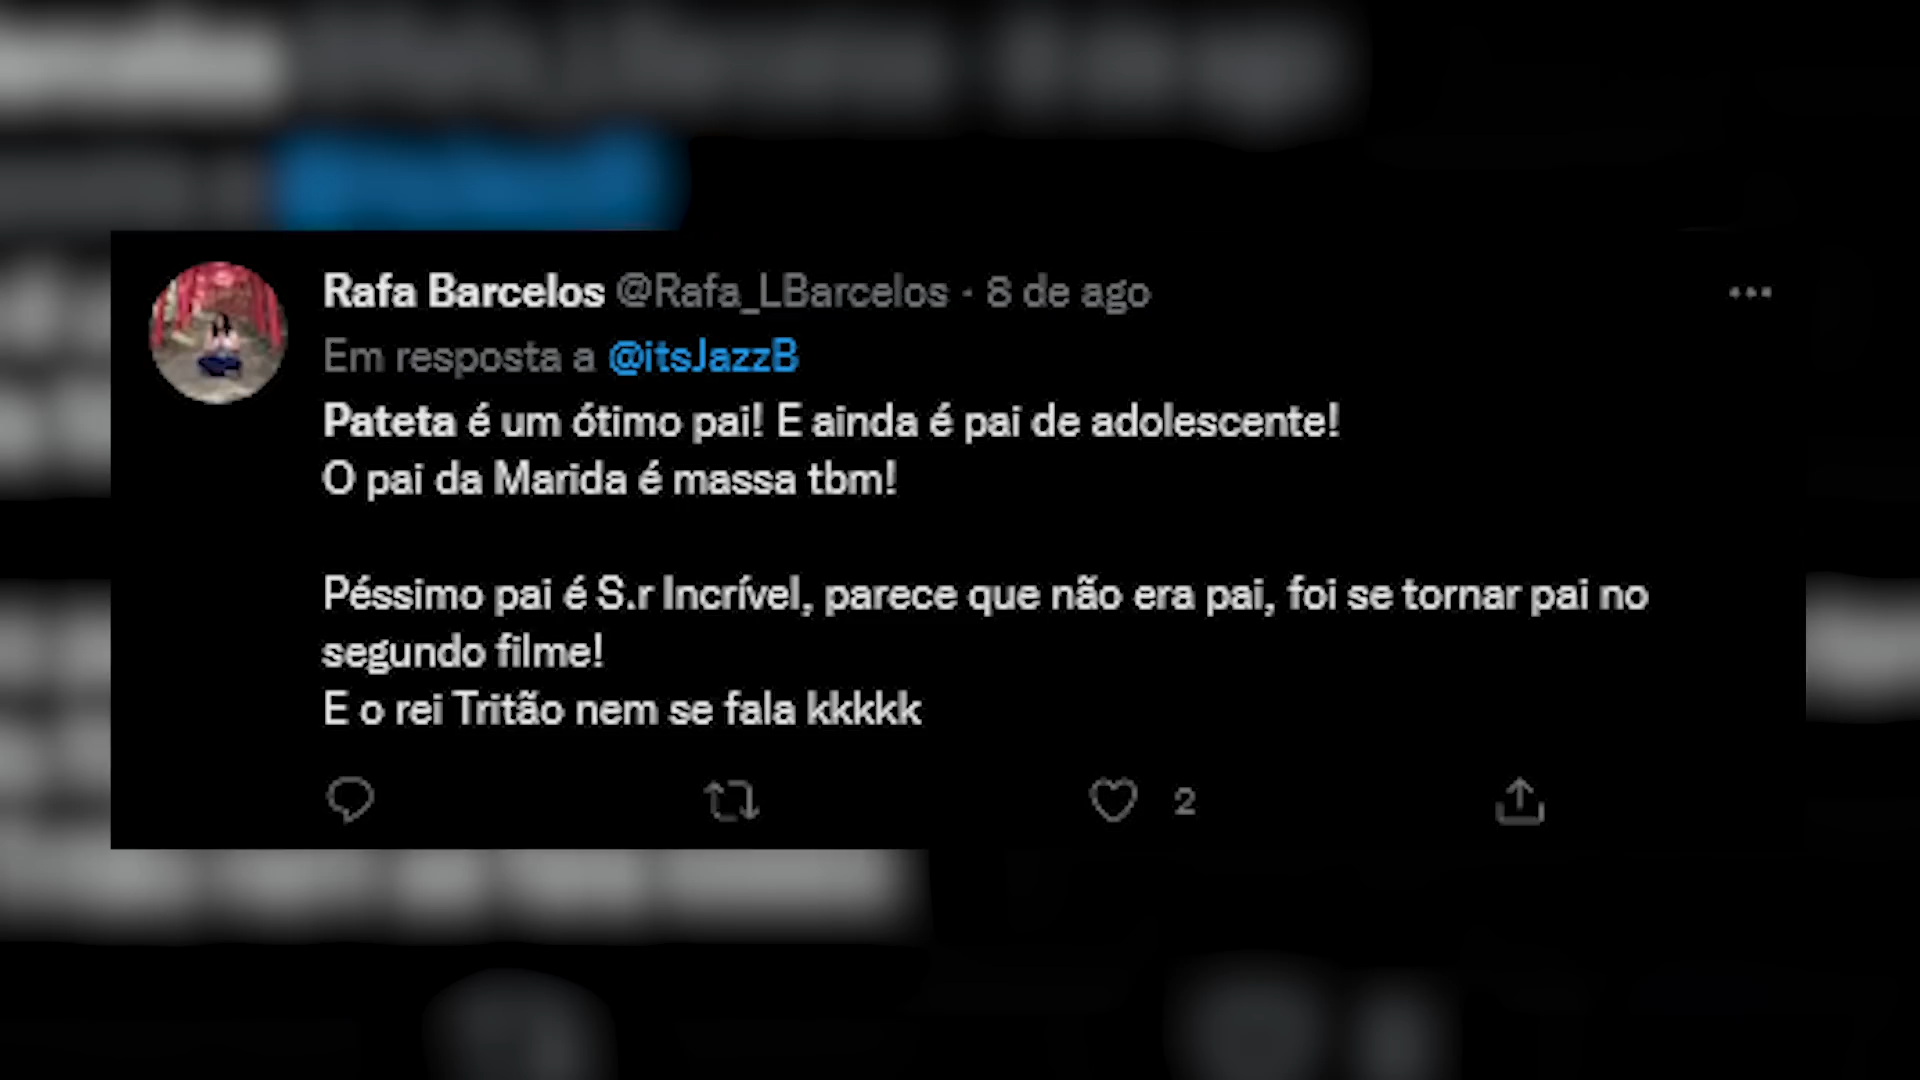 Rafa Barcelos @Rafa_LBarcelos · 8 de ago
Em resposta a @itsJazzB
Pateta é um ótimo pai! E ainda é pai de adolescente!
O pai da Marida é massa tbm!
Péssimo pai é S.r Incrível, parece que não era pai, foi se tornar pai no
segundo filme!
E o rei Tritão nem se fala kkkkk
2